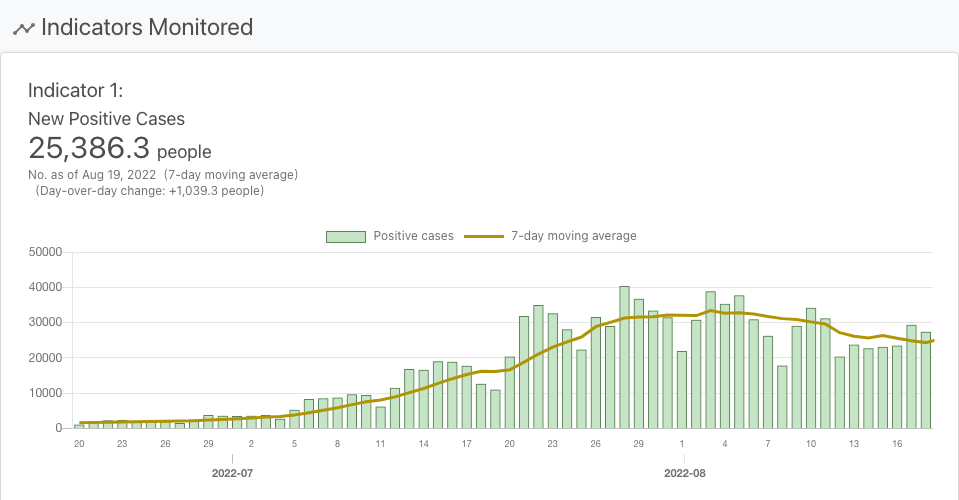 Indicators Monitored
Indicator 1:
New Positive Cases
25,386.3 people
No. as of Aug 19, 2022 (7-day moving average)
(Day-over-day change: +1,039.3 people)
Positive cases 7-day moving average
50000
40000
30000
20000
10000
0
20 23 26 29 2 5 8 11 14 17 20 23 26 29 1 4 7 10 13 16
2022-07 2022-08